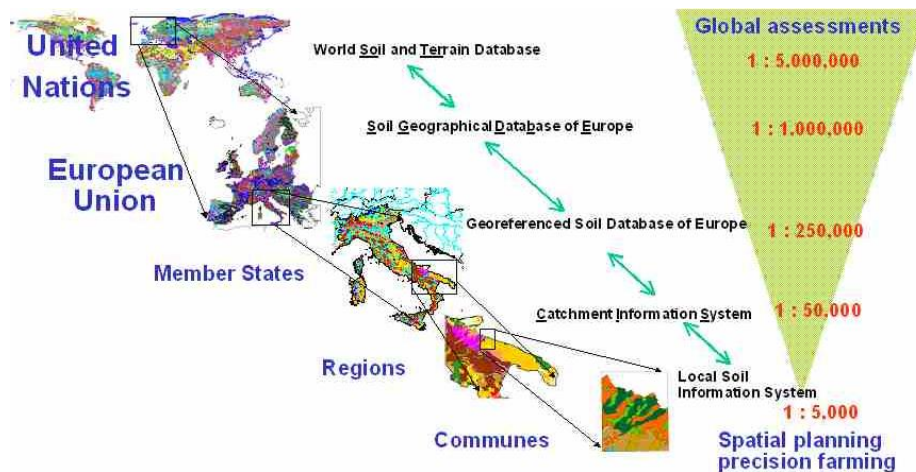 United
Nations
World Soil and Terrain Database
Global assessments
1 : 5.000,000
Soil Geographical Database of Europe
1 : 1.000,000
European
Union
Georeferenced Soil Database of Europe
1 : 250,000
Member States
Catchment Information System
1 : 50,000
Regions
Local Soil
Information System
1 : 5.000
Communes
Spatial planning
precision farming